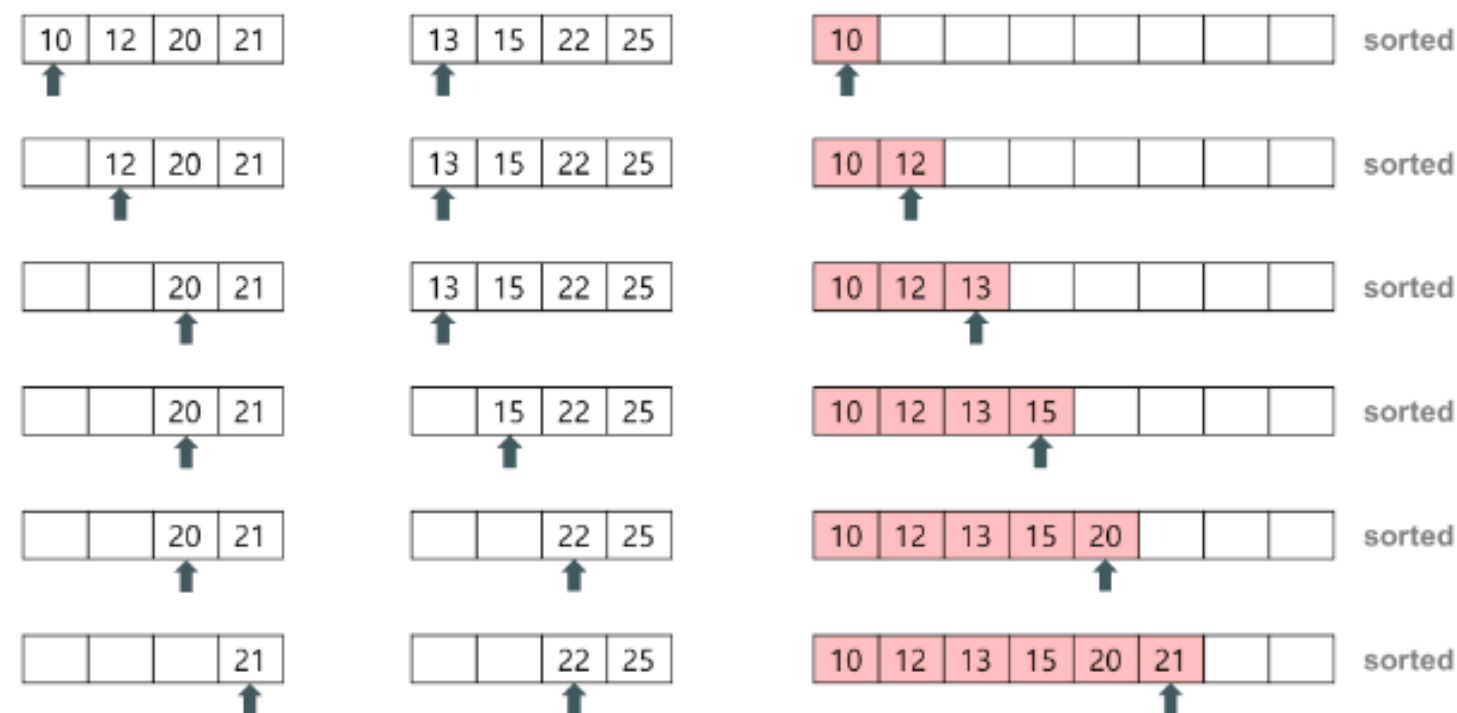 10 12 20 21 13 15 22 25 10 sorted
12 20 21 13 15 22 25 10 12 sorted
20 21 13 15 22 25 10 12 13 sorted
20 21 15 22 25 10 12 13 15 sorted
20 21 22 25 10 12 13 15 20 sorted
21 22 25 10 12 13 15 20 21 sorted